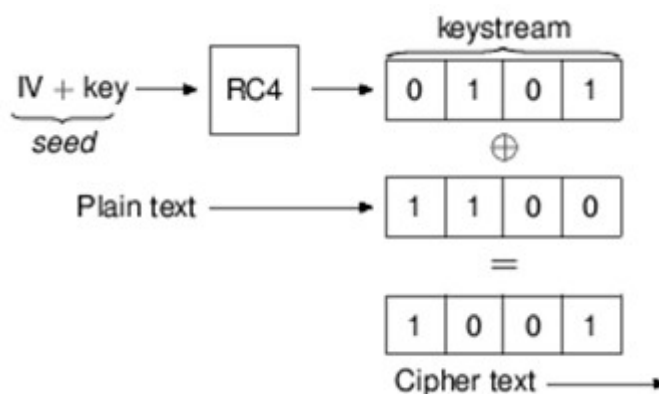 keystream
IV + key
RC4
0 1 0 1
seed
⊕
Plain text
1 1 0 0
=
1 0 0 1
Cipher text